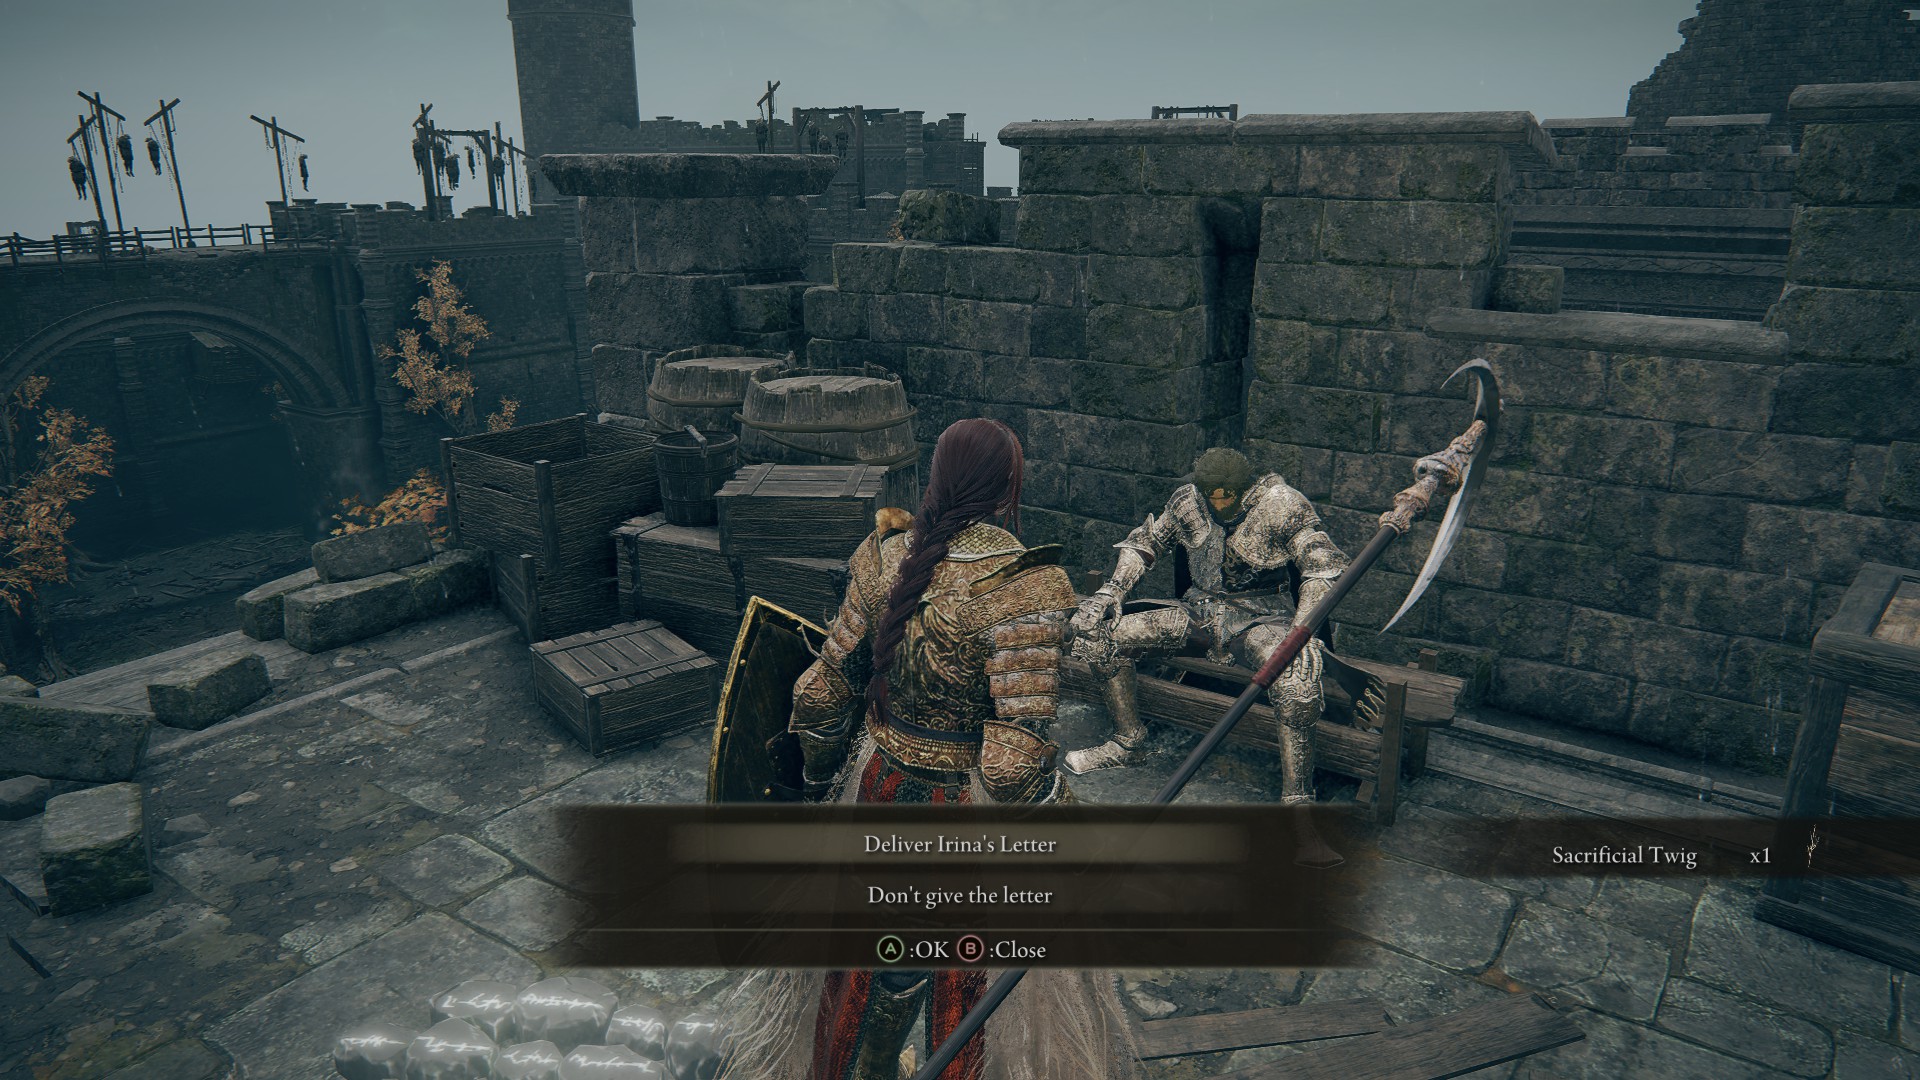 Deliver Irina's Letter
Don't give the letter
A :OK B :Close
Sacrificial Twig x1